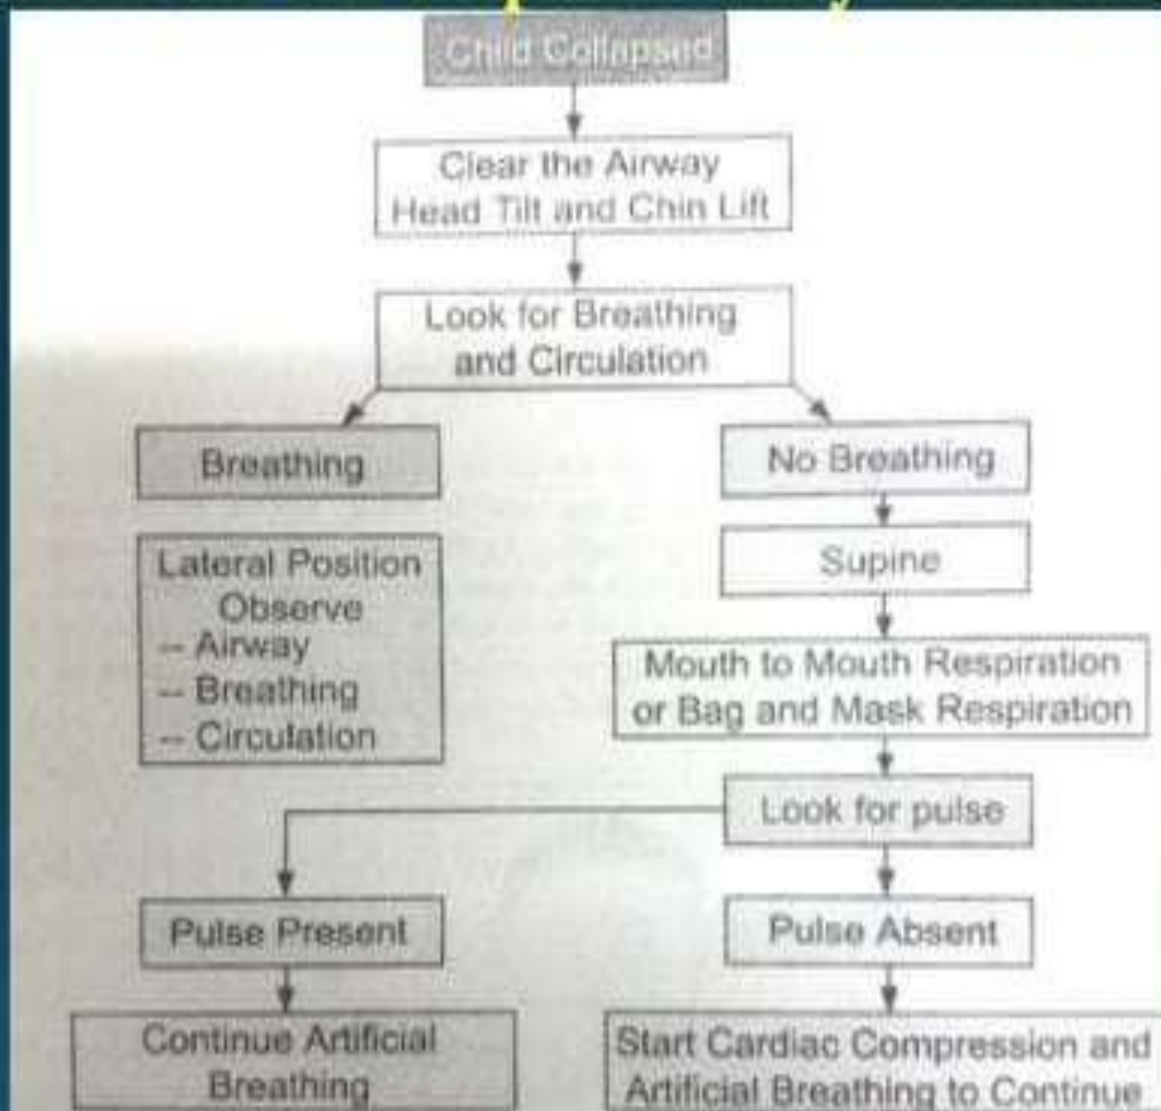 Child Collapsed
Clear the Airway
Head Tilt and Chin Lift
Look for Breathing
and Circulation
Breathing
No Breathing
Lateral Position
Observe
-- Airway
-- Breathing
-- Circulation
Supine
Mouth to Mouth Respiration
or Bag and Mask Respiration
Look for pulse
Pulse Present
Pulse Absent
Continue Artificial
Breathing
Start Cardiac Compression and
Artificial Breathing to Continue